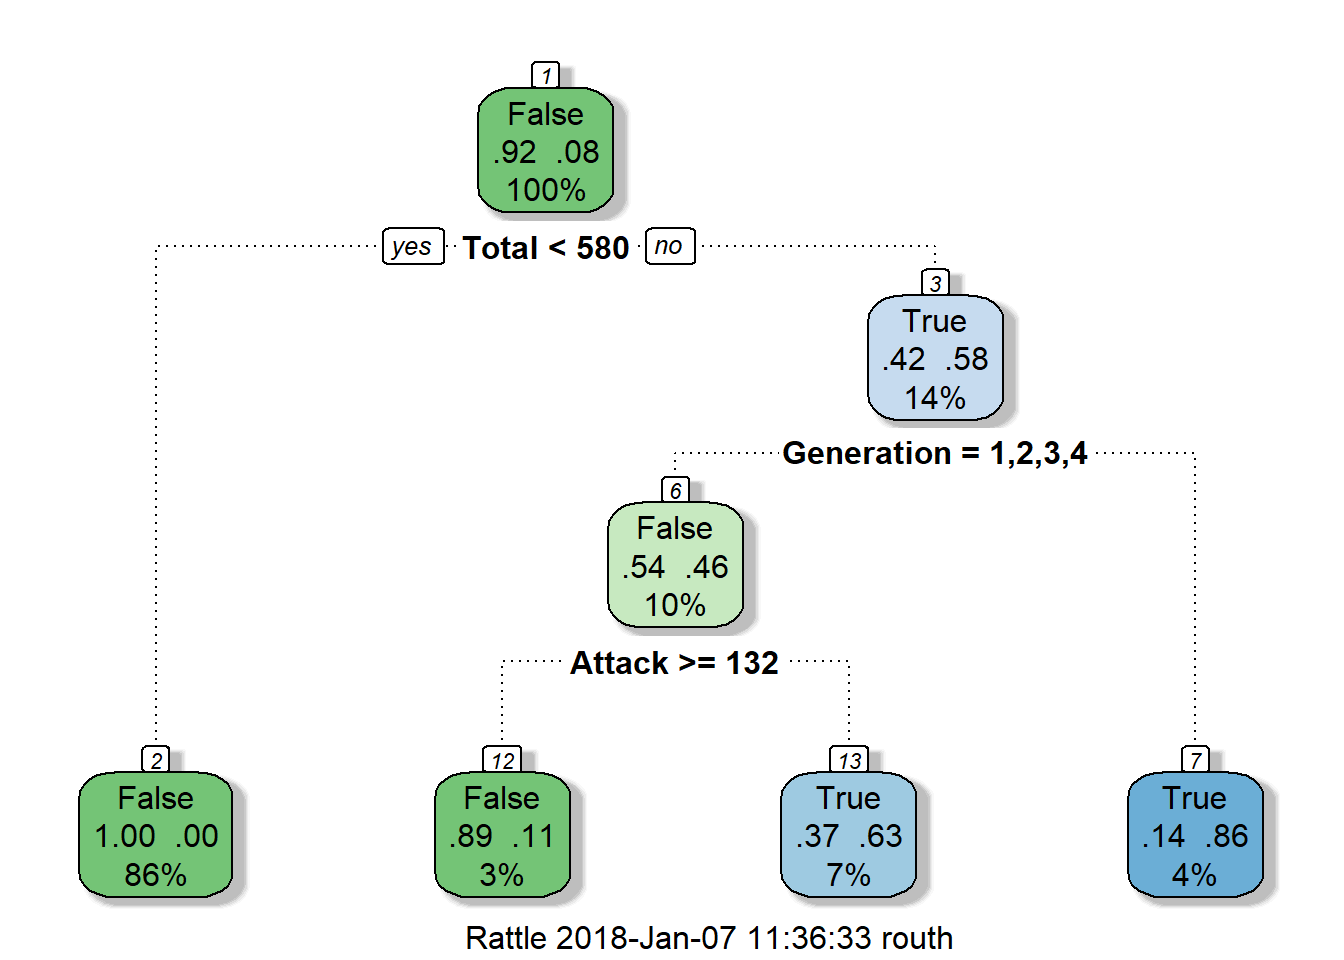 1
False
.92 .08
100%
yes Total < 580 no
3
True
.42 .58
14%
Generation = 1,2,3,4
6
False
.54 .46
10%
Attack >= 132
2
False
1.00 .00
86%
12
False
.89 .11
3%
13
True
.37 .63
7%
7
True
.14 .86
4%
Rattle 2018-Jan-07 11:36:33 routh